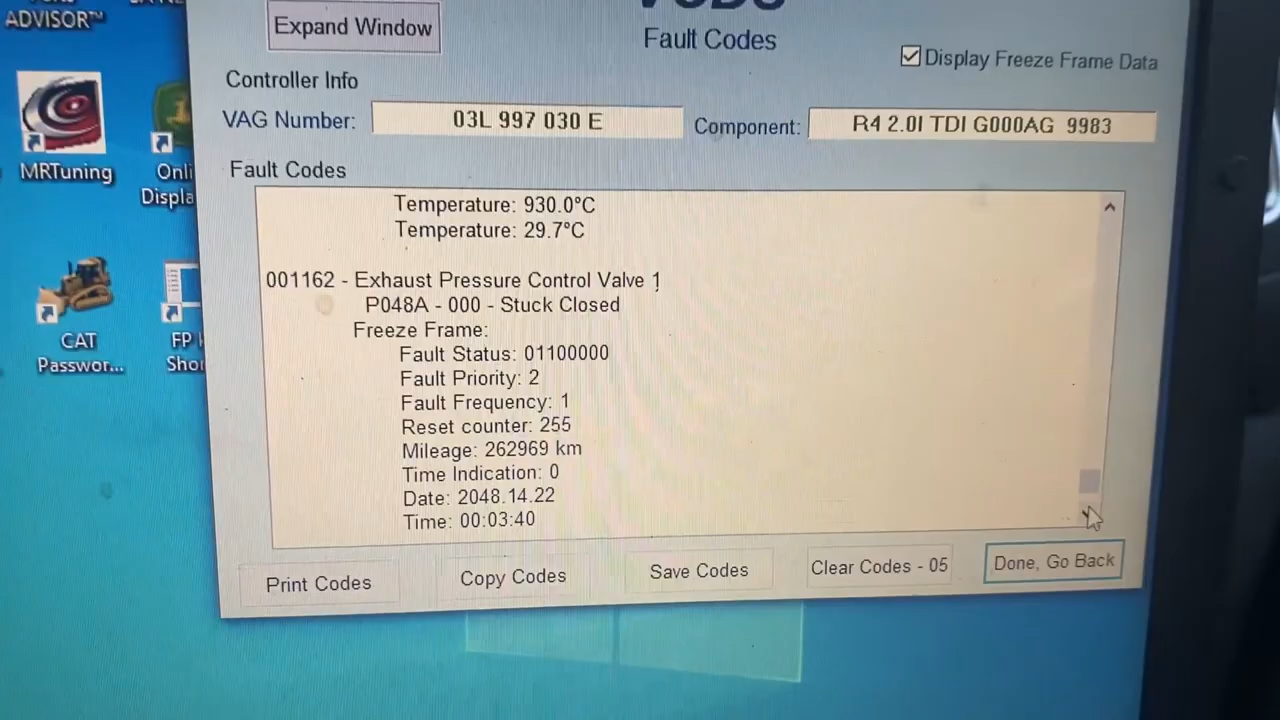 ADVISOR™
Expand Window
Fault Codes
Display Freeze Frame Data
Controller Info
VAG Number: 03L 997 030 E
Component: R4 2.0l TDI G000AG 9983
Fault Codes
Temperature: 930.0°C
Temperature: 29.7°C
001162 - Exhaust Pressure Control Valve 1
P048A - 000 - Stuck Closed
Freeze Frame:
Fault Status: 01100000
Fault Priority: 2
Fault Frequency: 1
Reset counter: 255
Mileage: 262969 km
Time Indication: 0
Date: 2048.14.22
Time: 00:03:40
Print Codes
Copy Codes
Save Codes
Clear Codes - 05
Done, Go Back
MRTuning
Onli
Displa
CAT
Passwor...
FP
Sho